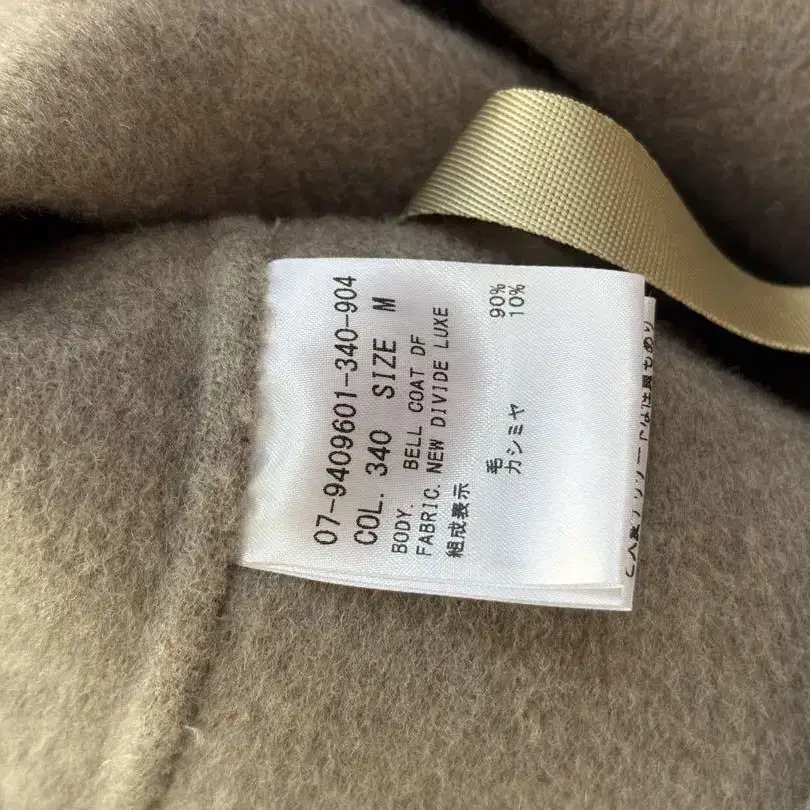 07-9409601-340-904
COL. 340 SIZE M
BODY. BELL COAT DF
FABRIC. NEW DIVIDE LUXE
組成表示
毛 90%
カシミヤ 10%